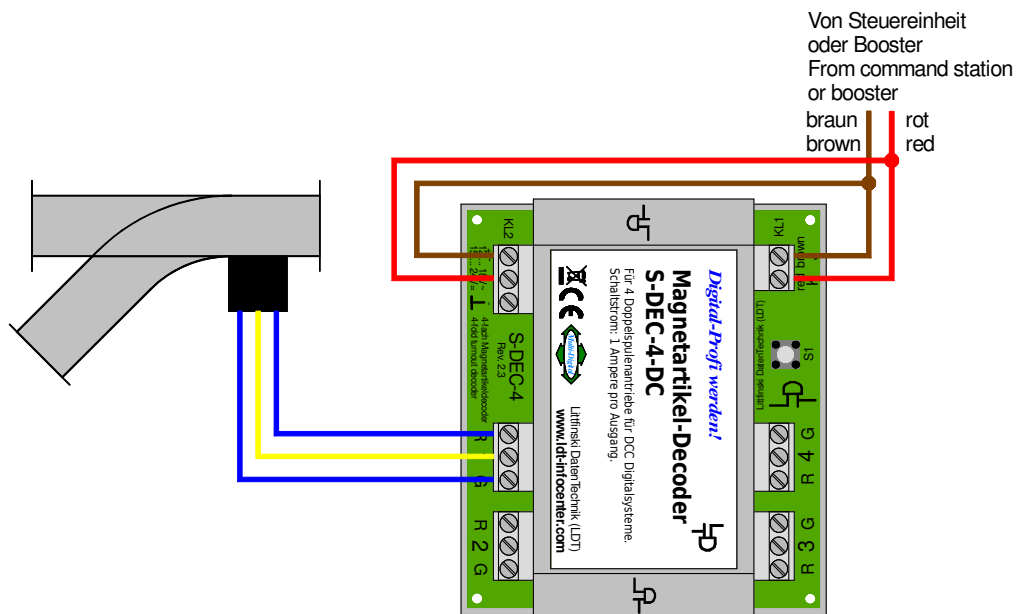 Von Steuereinheit
oder Booster
From command station
or booster
braun rot
brown red
KL2
KL1
S-DEC-4
Rev. 2.3
4-fach Magnetartikeldecoder
4-fold turnout decoder
Digital-Profi werden!
Magnetartikel-Decoder
S-DEC-4-DC
Für 4 Doppelspulenantriebe für DCC Digitalsysteme.
Schaltstrom: 1 Ampere pro Ausgang.
CE
Multi-Digital
Littfinski DatenTechnik (LDT)
www.ldt-infocenter.com
S1
Littfinski Datentechnik (LDT)
R
G
R 2 G
R 4 G
R 3 G